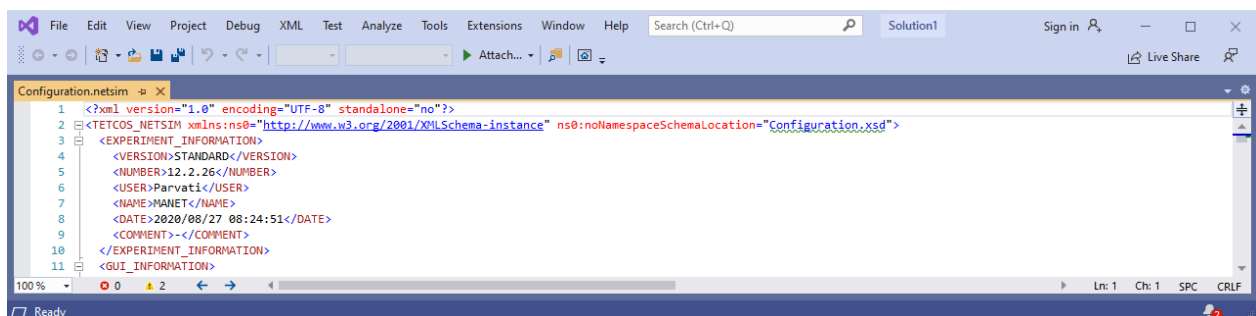 File Edit View Project Debug XML Test Analyze Tools Extensions Window Help Search (Ctrl+Q) Solution1 Sign in
Attach... Live Share
Configuration.netsim
1 <?xml version="1.0" encoding="UTF-8" standalone="no"?>
2 <TETCOS_NETSIM xmlns:ns0="http://www.w3.org/2001/XMLSchema-instance" ns0:noNamespaceSchemaLocation="Configuration.xsd">
3 <EXPERIMENT_INFORMATION>
4 <VERSION>STANDARD</VERSION>
5 <NUMBER>12.2.26</NUMBER>
6 <USER>Parvati</USER>
7 <NAME>MANET</NAME>
8 <DATE>2020/08/27 08:24:51</DATE>
9 <COMMENT>-</COMMENT>
10 </EXPERIMENT_INFORMATION>
11 <GUI_INFORMATION>
100 % 0 2 Ln: 1 Ch: 1 SPC CRLF
Ready 2